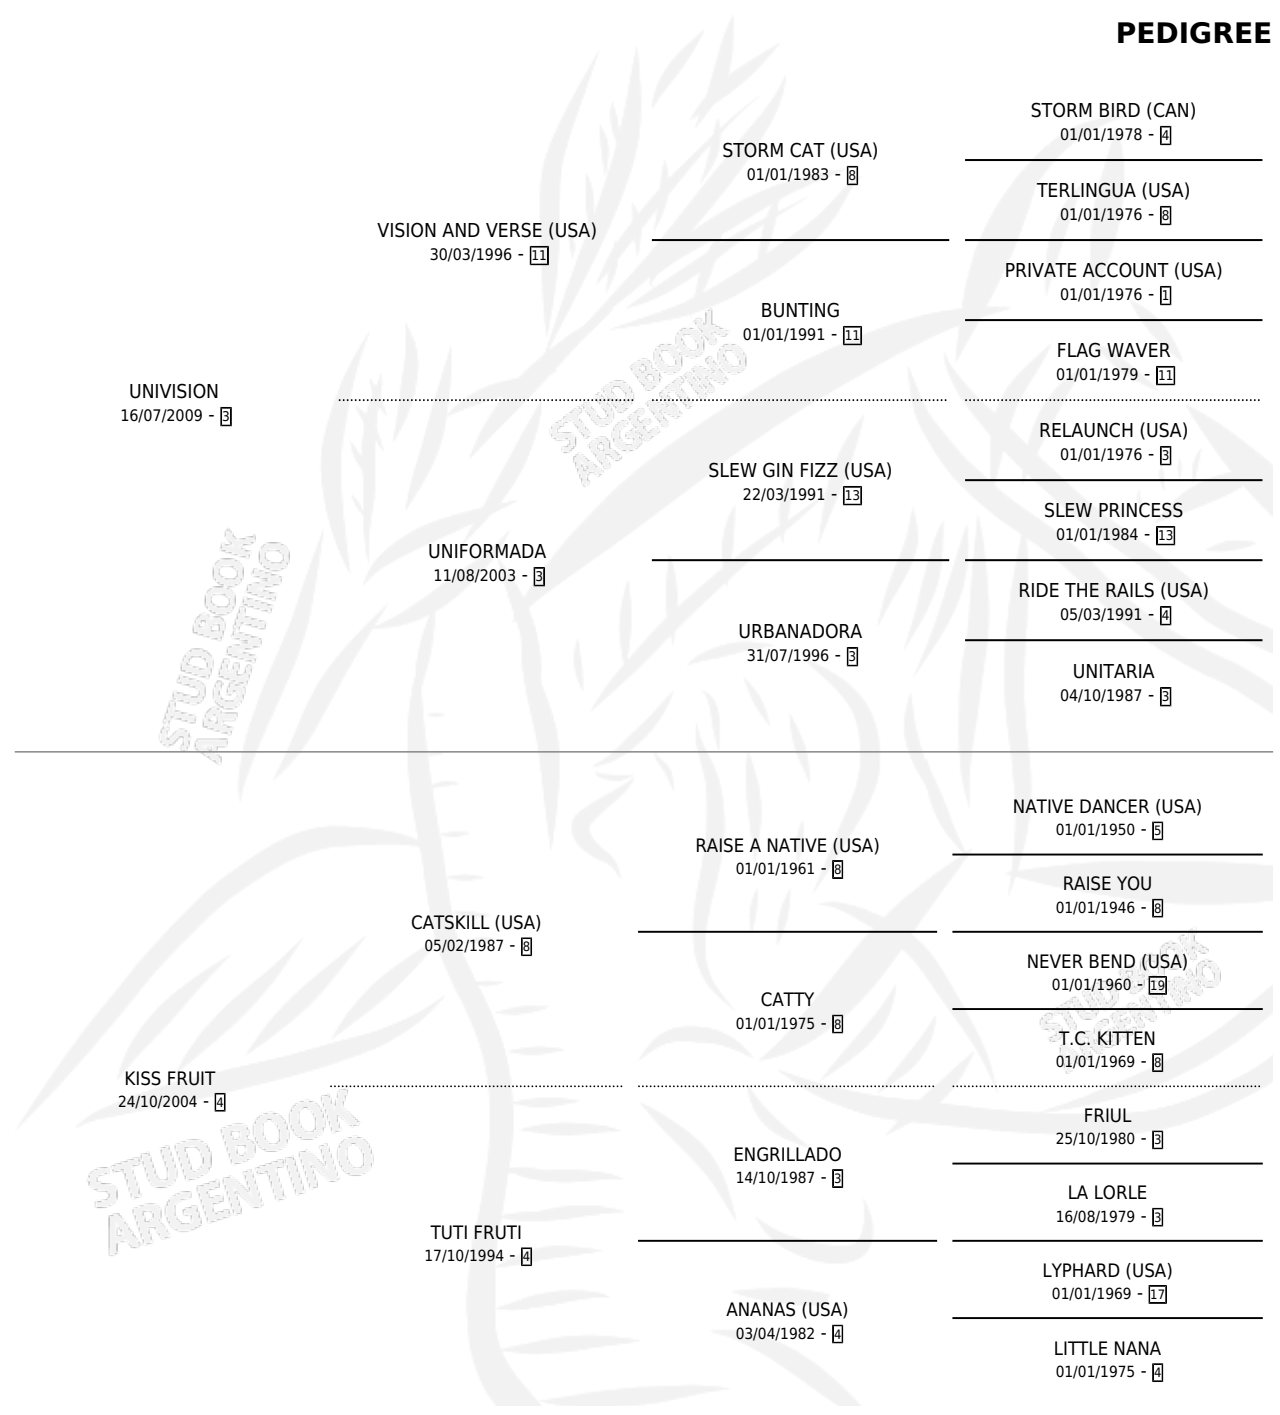 PEDIGREE
STORM BIRD (CAN)
01/01/1978 - 4
STORM CAT (USA)
01/01/1983 - 8
TERLINGUA (USA)
01/01/1976 - 8
VISION AND VERSE (USA)
30/03/1996 - 11
PRIVATE ACCOUNT (USA)
01/01/1976 - 1
BUNTING
01/01/1991 - 11
FLAG WAVER
01/01/1979 - 11
UNIVISION
16/07/2009 - 3
STUD BOOK
ARGENTINO
RELAUNCH (USA)
01/01/1976 - 3
SLEW GIN FIZZ (USA)
22/03/1991 - 13
SLEW PRINCESS
01/01/1984 - 13
UNIFORMADA
11/08/2003 - 3
RIDE THE RAILS (USA)
05/03/1991 - 4
URBANADORA
31/07/1996 - 3
UNITARIA
04/10/1987 - 3
STUD BOOK
ARGENTINO
NATIVE DANCER (USA)
01/01/1950 - 5
RAISE A NATIVE (USA)
01/01/1961 - 8
RAISE YOU
01/01/1946 - 8
CATSKILL (USA)
05/02/1987 - 8
NEVER BEND (USA)
01/01/1960 - 19
CATTY
01/01/1975 - 8
STUD BOOK
ARGENTINO
T.C. KITTEN
01/01/1969 - 8
KISS FRUIT
24/10/2004 - 4
FRIUL
25/10/1980 - 3
ENGRILLADO
14/10/1987 - 3
STUD BOOK
ARGENTINO
LA LORLE
16/08/1979 - 3
TUTI FRUTI
17/10/1994 - 4
LYPHARD (USA)
01/01/1969 - 17
ANANAS (USA)
03/04/1982 - 4
LITTLE NANA
01/01/1975 - 4